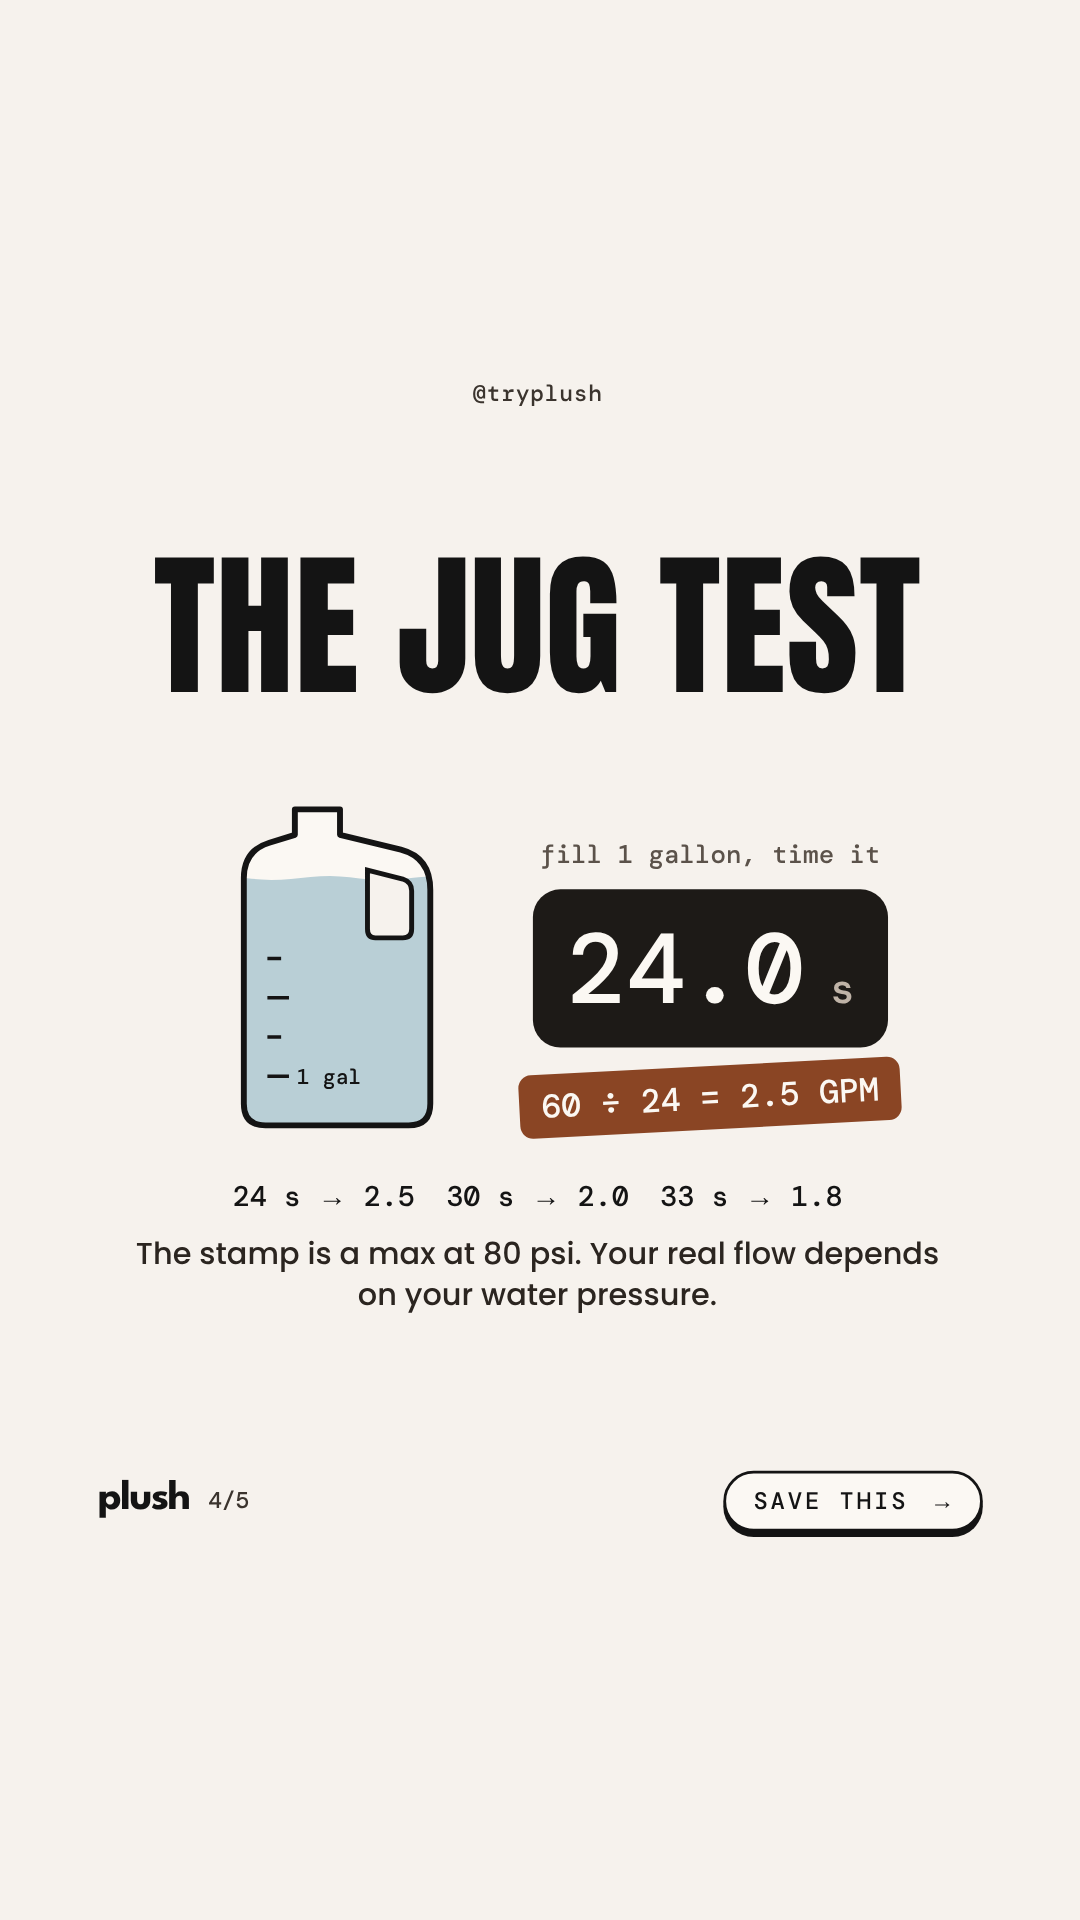 @tryplush
THE JUG TEST
fill 1 gallon, time it
24.0 s
1 gal
60 ÷ 24 = 2.5 GPM
24 s → 2.5 30 s → 2.0 33 s → 1.8
The stamp is a max at 80 psi. Your real flow depends
on your water pressure.
plush 4/5
SAVE THIS →